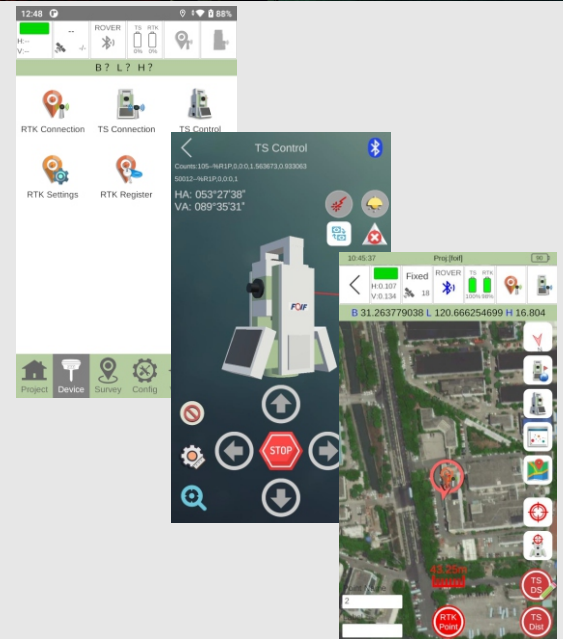 12:48
88%
H:--
V:--
--
-/-
ROVER
TS RTK
0% 0%
B ? L ? H ?
RTK Connection
TS Connection
TS Control
RTK Settings
RTK Register
Project
Device
Survey
Config
TS Control
Counts:105--%R1P,0,0:0,1.563673,0.933063
50012--%R1P,0,0:0,1
HA: 053°27'38"
VA: 089°35'31"
FOIF
STOP
10:45:37
Proj [foif]
90
H:0.107
V:0.134
Fixed
18
ROVER
TS RTK
100% 98%
B 31.263779038 L 120.666254699 H 16.804
43.25m
2
RTK
Point
TS
DS
TS
Dist